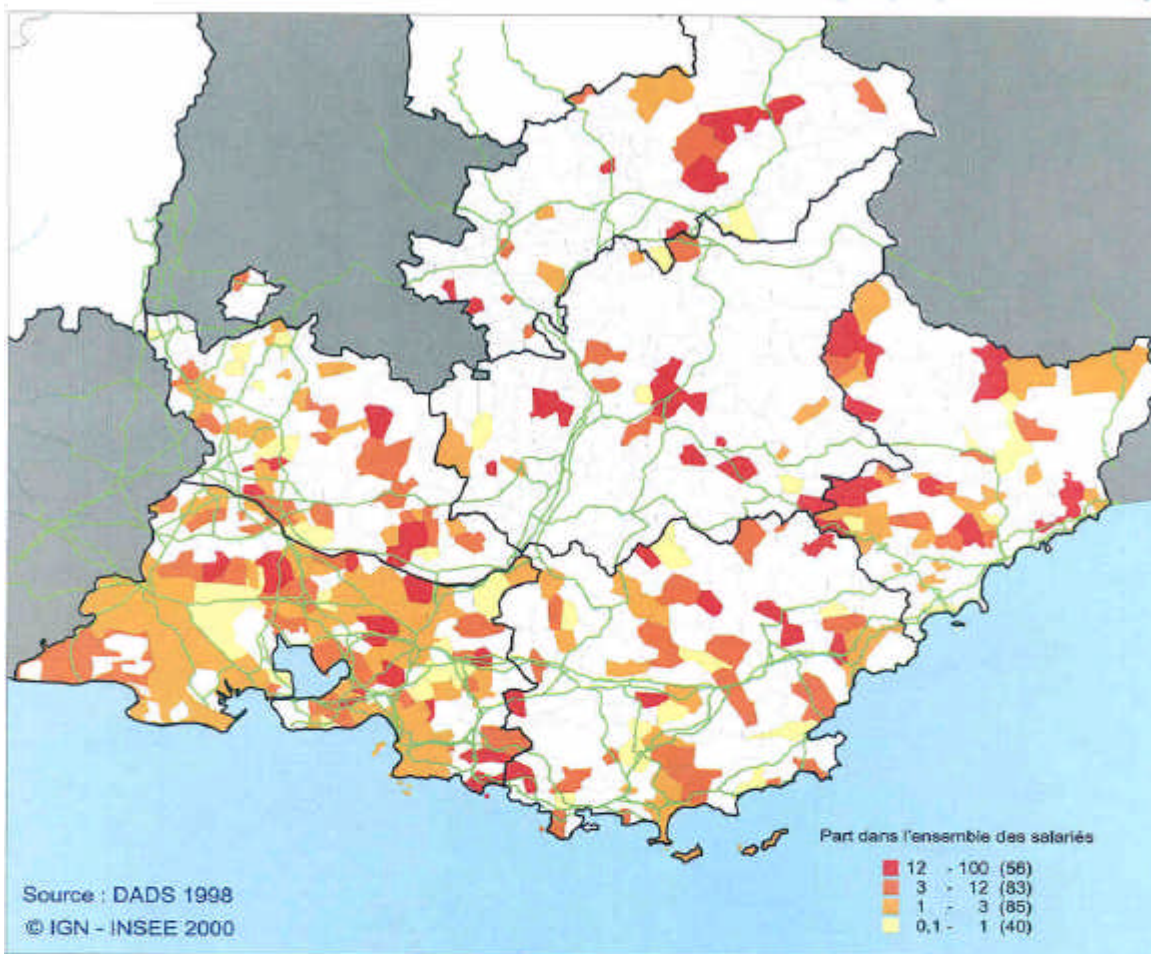 Part dans l'ensemble des salariés
12 - 100 (56)
3 - 12 (83)
1 - 3 (85)
0,1 - 1 (40)
Source : DADS 1998
© IGN - INSEE 2000